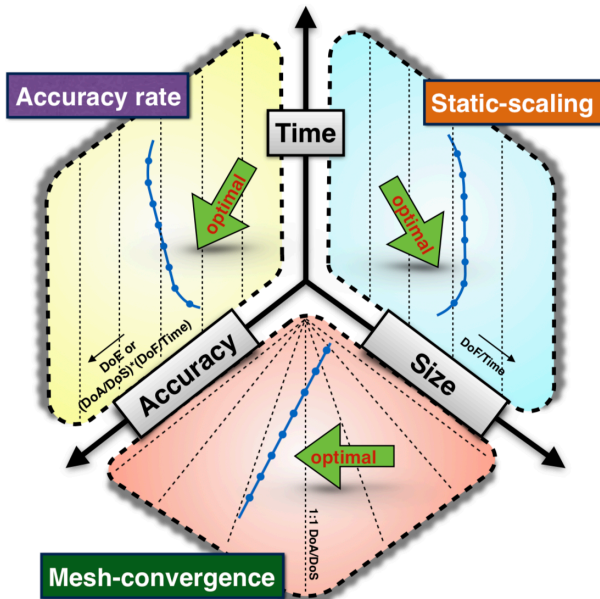 Accuracy rate
Static-scaling
Time
optimal
optimal
DoE or
(DoA/DoS)*(DoF/Time)
DoF/Time
Accuracy
Size
optimal
1:1 DoA/DoS
Mesh-convergence